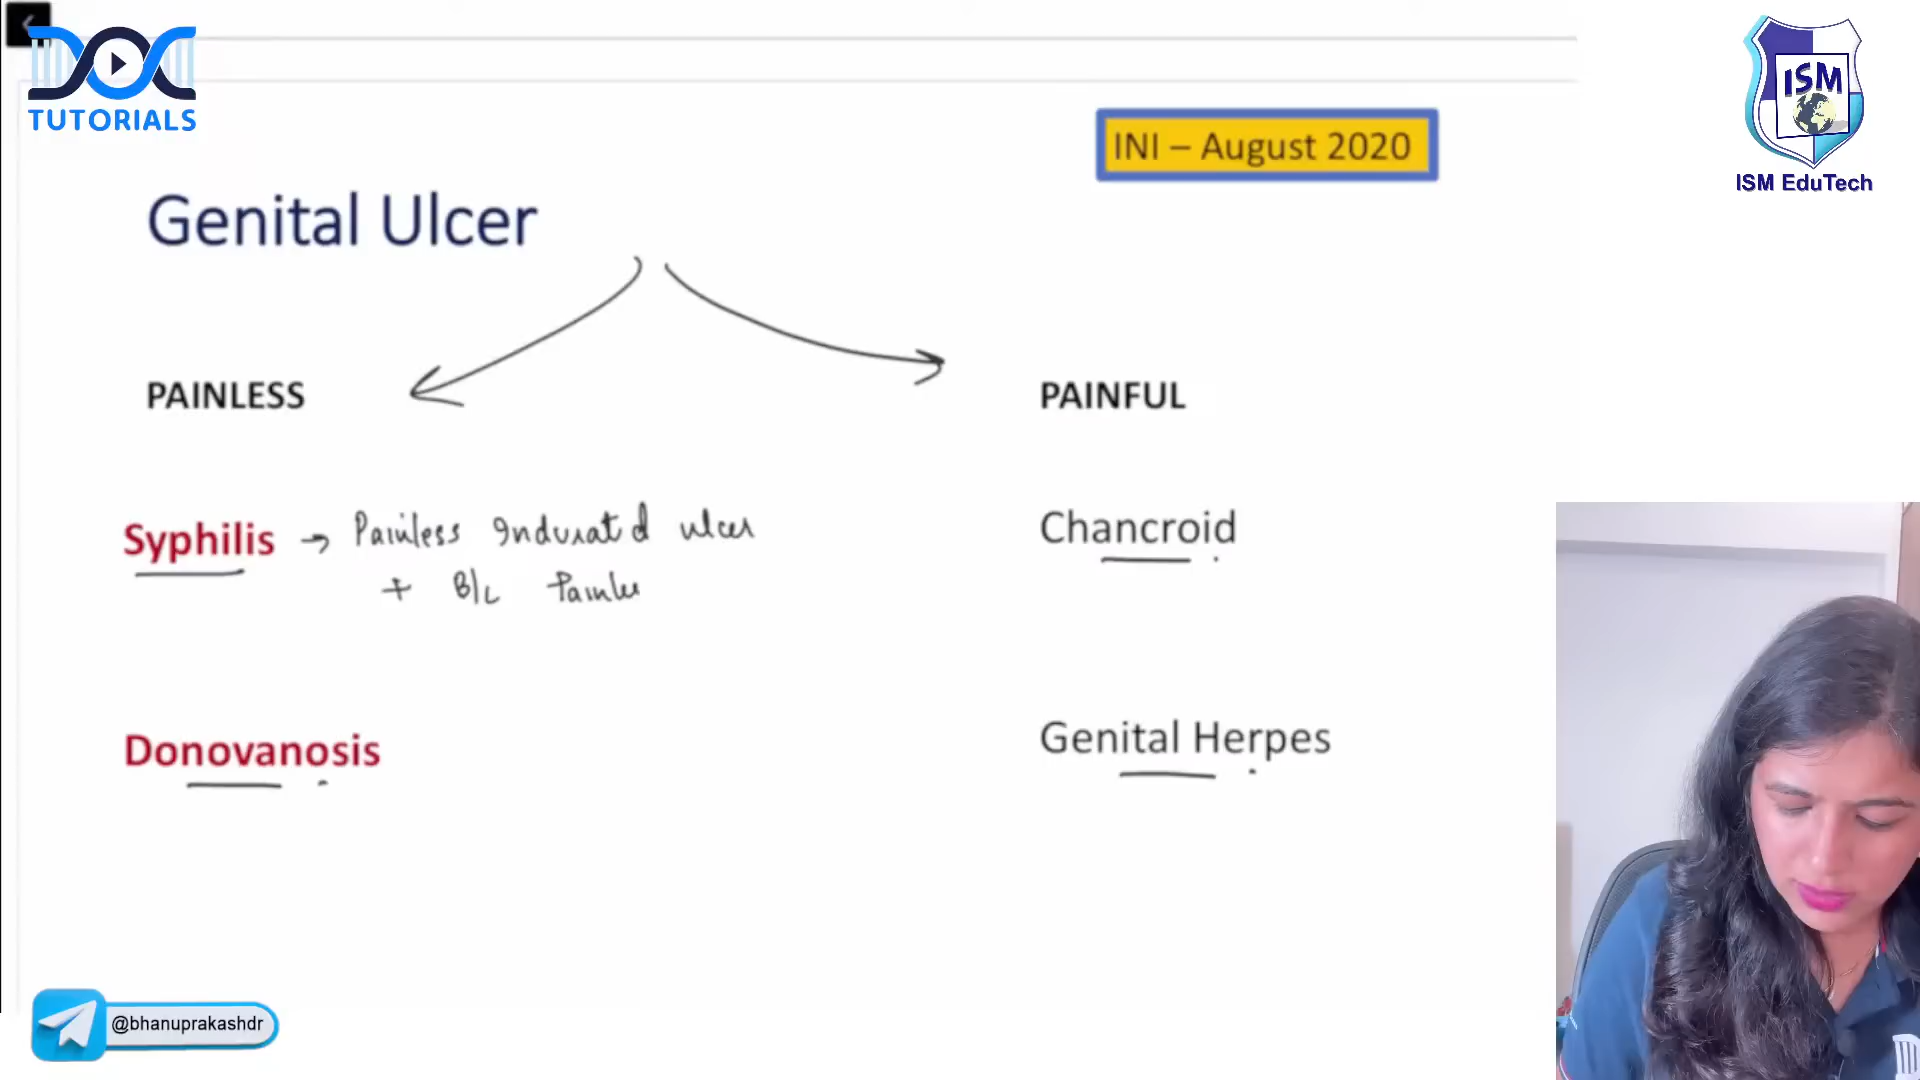 TUTORIALS
INI – August 2020
ISM
ISM EduTech
Genital Ulcer
PAINLESS
PAINFUL
Syphilis → Painless Indurated ulcer
+ B/L Painle
Chancroid
Donovanosis
Genital Herpes
@bhanuprakashdr